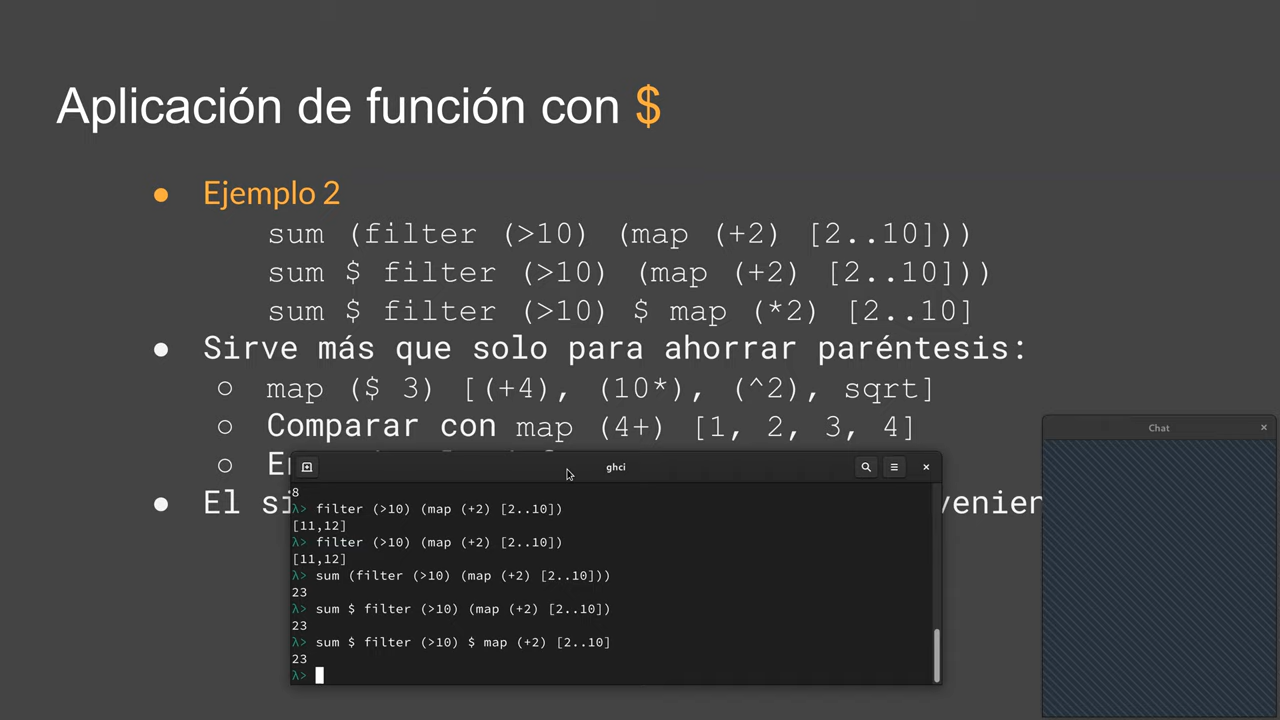 Aplicación de función con $
● Ejemplo 2
sum (filter (>10) (map (+2) [2..10]))
sum $ filter (>10) (map (+2) [2..10]))
sum $ filter (>10) $ map (*2) [2..10]
● Sirve más que solo para ahorrar paréntesis:
○ map ($ 3) [(+4), (10*), (^2), sqrt]
○ Comparar con map (4+) [1, 2, 3, 4]
Chat
ghci
● El
8
λ> filter (>10) (map (+2) [2..10])
[11,12]
λ> filter (>10) (map (+2) [2..10])
[11,12]
λ> sum (filter (>10) (map (+2) [2..10]))
23
λ> sum $ filter (>10) (map (+2) [2..10])
23
λ> sum $ filter (>10) $ map (+2) [2..10]
23
λ>